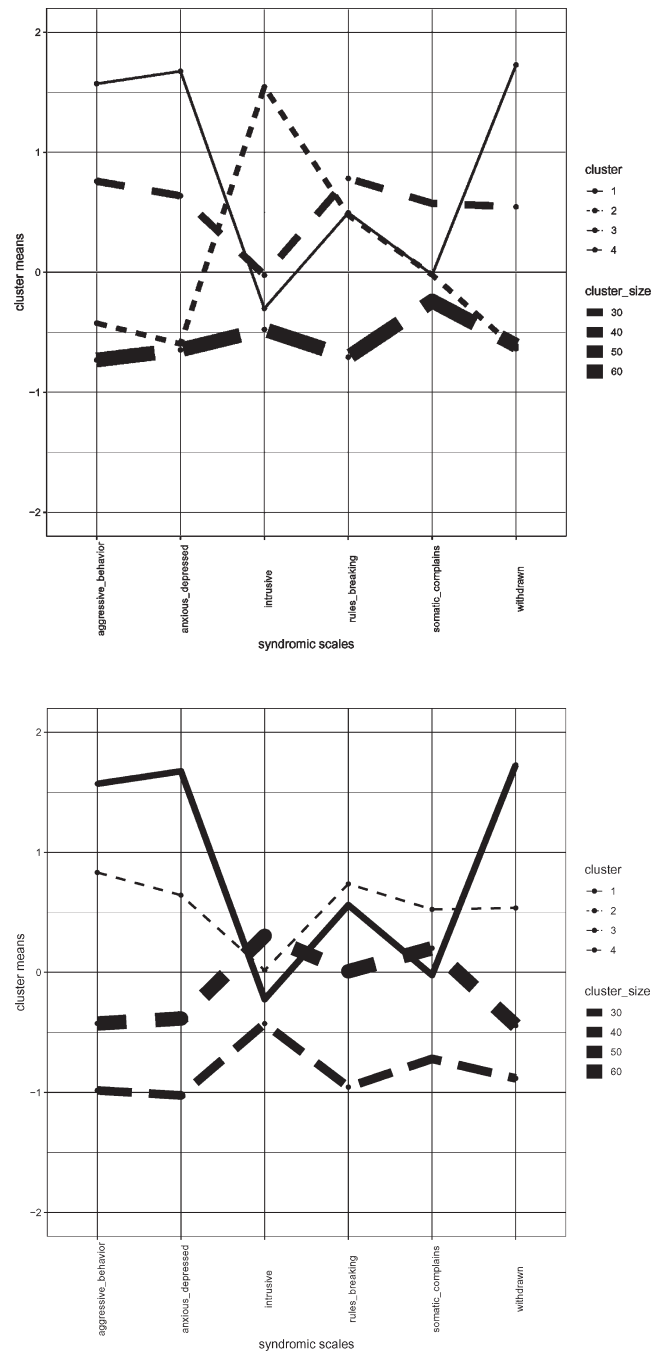 2
1
0
−1
−2
cluster means
aggressive_behavior
anxious_depressed
intrusive
rules_breaking
somatic_complains
withdrawn
syndromic scales
cluster
1
2
3
4
cluster_size
30
40
50
60
2
1
0
−1
−2
cluster means
aggressive_behavior
anxious_depressed
intrusive
rules_breaking
somatic_complains
withdrawn
syndromic scales
cluster
1
2
3
4
cluster_size
30
40
50
60